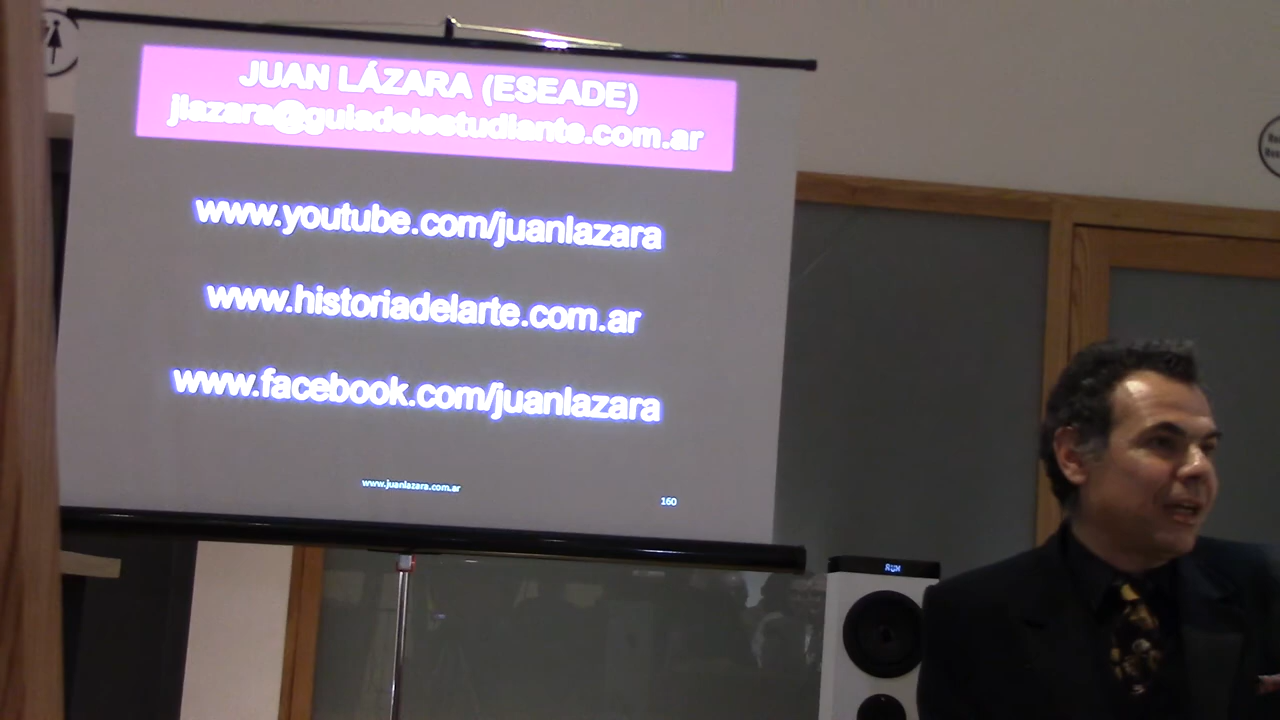 JUAN LÁZARA (ESEADE)
jlazara@guiadelestudiante.com.ar
www.youtube.com/juanlazara
www.historiadelarte.com.ar
www.facebook.com/juanlazara
www.juanlazara.com.ar
160
AUX